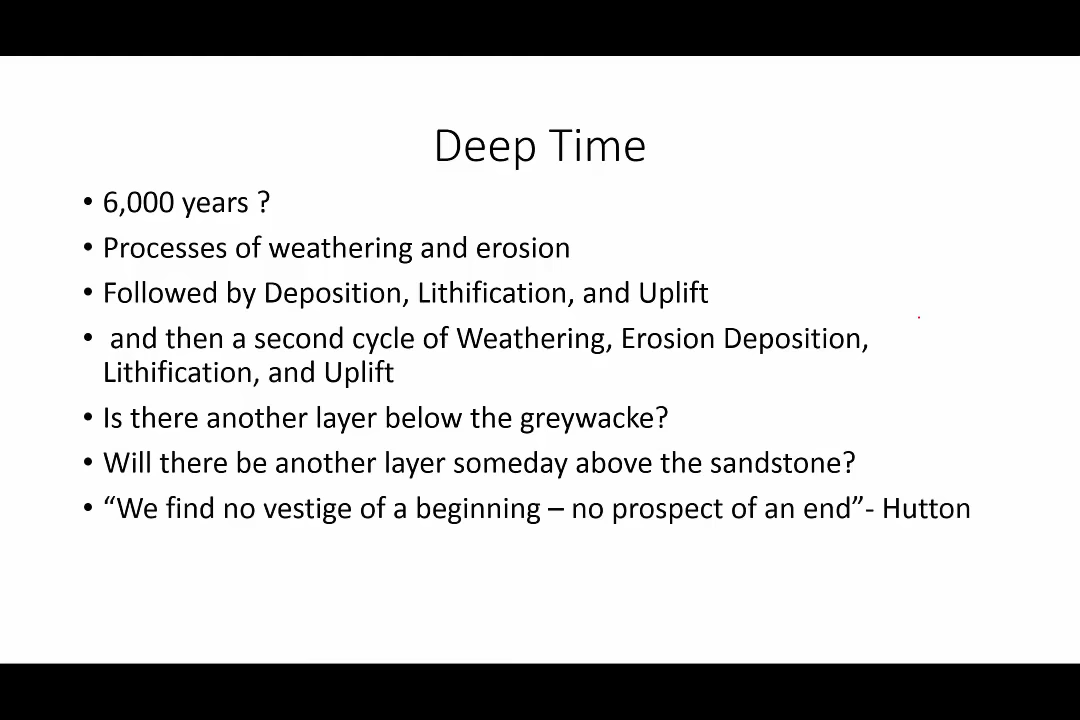 Deep Time
• 6,000 years ?
• Processes of weathering and erosion
• Followed by Deposition, Lithification, and Uplift
• and then a second cycle of Weathering, Erosion Deposition,
Lithification, and Uplift
• Is there another layer below the greywacke?
• Will there be another layer someday above the sandstone?
• “We find no vestige of a beginning – no prospect of an end”- Hutton